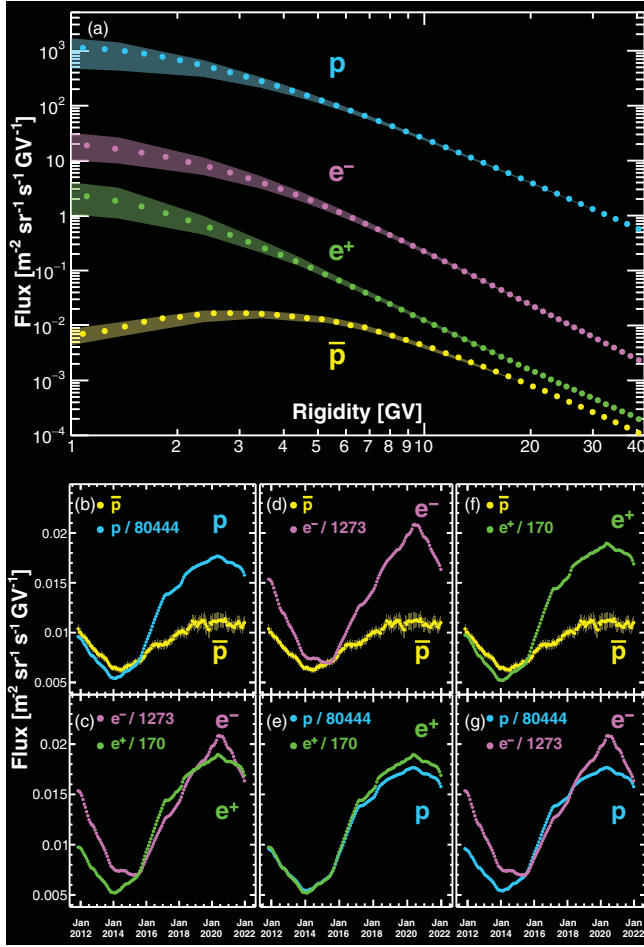 (a)
p
e⁻
e⁺
p̅
Flux [m⁻² sr⁻¹ s⁻¹ GV⁻¹]
10³
10²
10
1
10⁻¹
10⁻²
10⁻³
10⁻⁴
Rigidity [GV]
1 2 3 4 5 6 7 8 9 10 20 30 40
Flux [m⁻² sr⁻¹ s⁻¹ GV⁻¹]
0.02
0.015
0.01
0.005
(b) p̅
p / 80444
p
p̅
(d) p̅
e⁻ / 1273
e⁻
p̅
(f) p̅
e⁺ / 170
e⁺
p̅
0.02
0.015
0.01
0.005
(c) e⁻ / 1273
e⁺ / 170
e⁻
e⁺
(e) p / 80444
e⁺ / 170
e⁺
p
(g) p / 80444
e⁻ / 1273
e⁻
p
Jan Jan Jan Jan Jan Jan
2012 2014 2016 2018 2020 2022
Jan Jan Jan Jan Jan Jan
2012 2014 2016 2018 2020 2022
Jan Jan Jan Jan Jan Jan
2012 2014 2016 2018 2020 2022